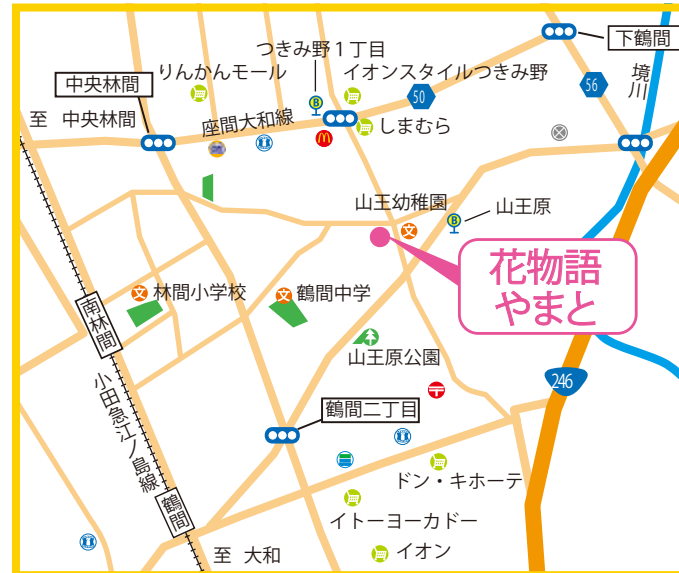 下鶴間
つきみ野1丁目
りんかんモール
イオンスタイルつきみ野
境川
中央林間
56
50
至 中央林間
座間大和線
しまむら
B
山王幼稚園
文
B
山王原
花物語
やまと
文
林間小学校
文
鶴間中学
南林間
山王原公園
246
小田急江ノ島線
鶴間二丁目
ドン・キホーテ
鶴間
イトーヨーカドー
至 大和
イオン